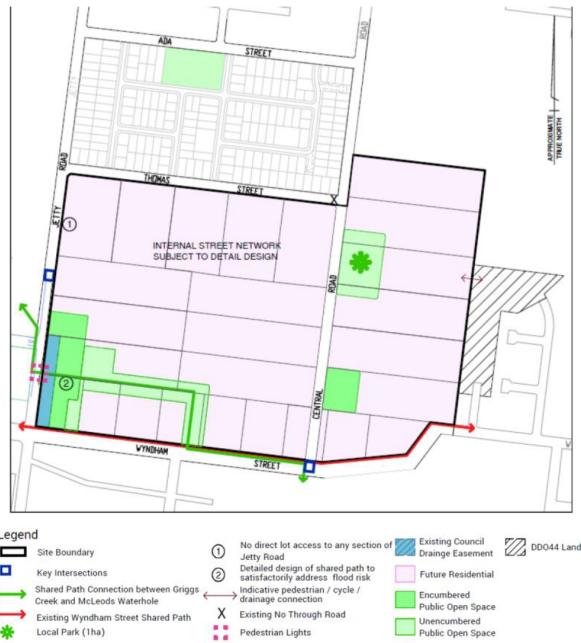 ADA
STREET
ROAD
APPROXIMATE
TRUE NORTH
ROAD
THOMAS
STREET
X
JETTY
1
INTERNAL STREET NETWORK
SUBJECT TO DETAIL DESIGN
ROAD
2
CENTRAL
WYNDHAM
STREET
Legend
Site Boundary
Key Intersections
Shared Path Connection between Griggs
Creek and McLeods Waterhole
Existing Wyndham Street Shared Path
Local Park (1ha)
1 No direct lot access to any section of
Jetty Road
2 Detailed design of shared path to
satisfactorily address flood risk
Indicative pedestrian / cycle /
drainage connection
X Existing No Through Road
Pedestrian Lights
Existing Council
Drainge Easement
Future Residential
Encumbered
Public Open Space
Unencumbered
Public Open Space
DDO44 Land